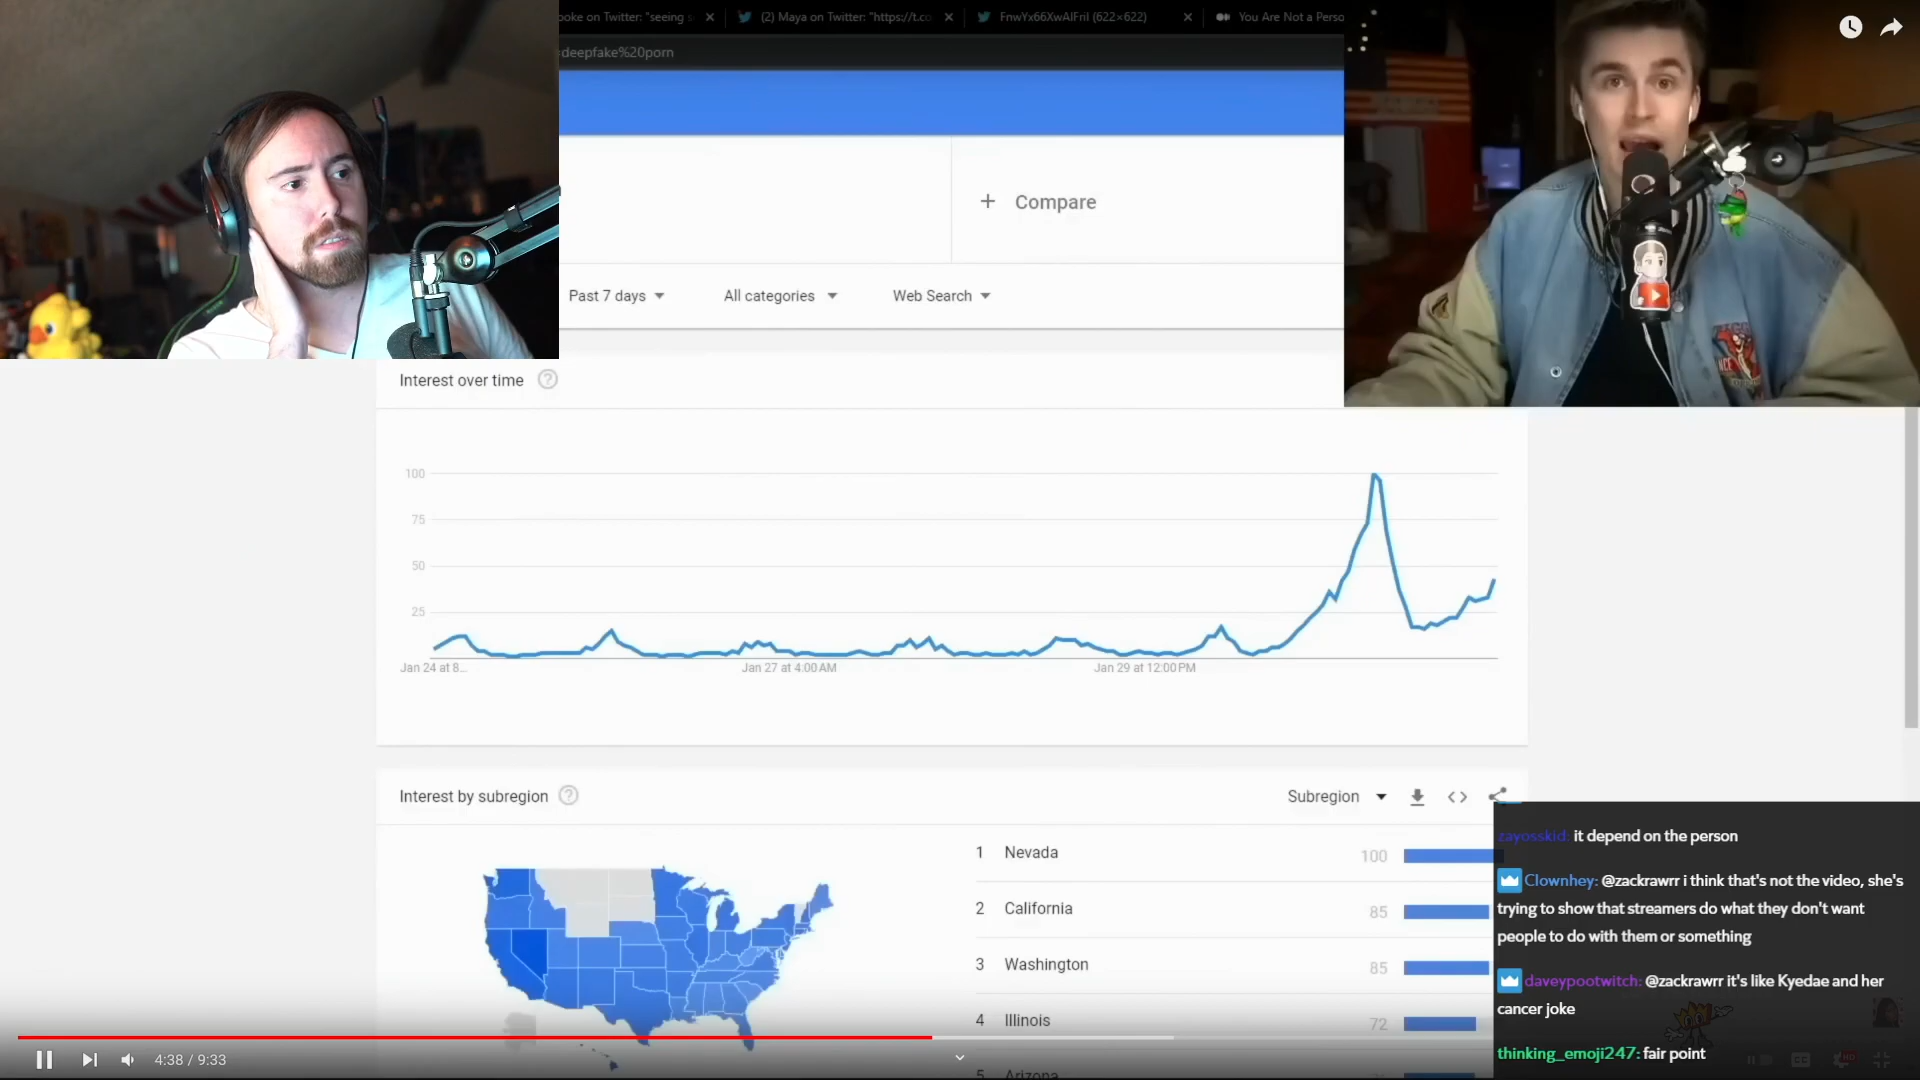 oke on Twitter: "seeing s
(2) Maya on Twitter: "https://t.co
FnwYx66XwAIFriI (622×622)
You Are Not a Perso
deepfake%20porn
+ Compare
Past 7 days
All categories
Web Search
Interest over time
100
75
50
25
Jan 24 at 8...
Jan 27 at 4:00 AM
Jan 29 at 12:00 PM
Interest by subregion
Subregion
1 Nevada 100
2 California 85
3 Washington 85
4 Illinois 72
5 Arizona
zayosskid: it depend on the person
Clownhey: @zackrawrr i think that's not the video, she's
trying to show that streamers do what they don't want
people to do with them or something
daveypootwitch: @zackrawrr it's like Kyedae and her
cancer joke
thinking_emoji247: fair point
4:38 / 9:33